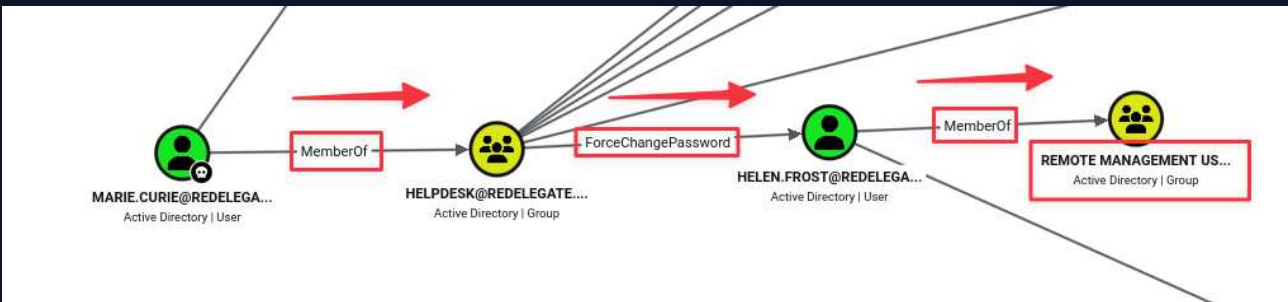 MemberOf
ForceChangePassword
MemberOf
MARIE.CURIE@REDELEGA...
Active Directory | User
HELPDESK@REDELEGATE....
Active Directory | Group
HELEN.FROST@REDELEGA...
Active Directory | User
REMOTE MANAGEMENT US...
Active Directory | Group